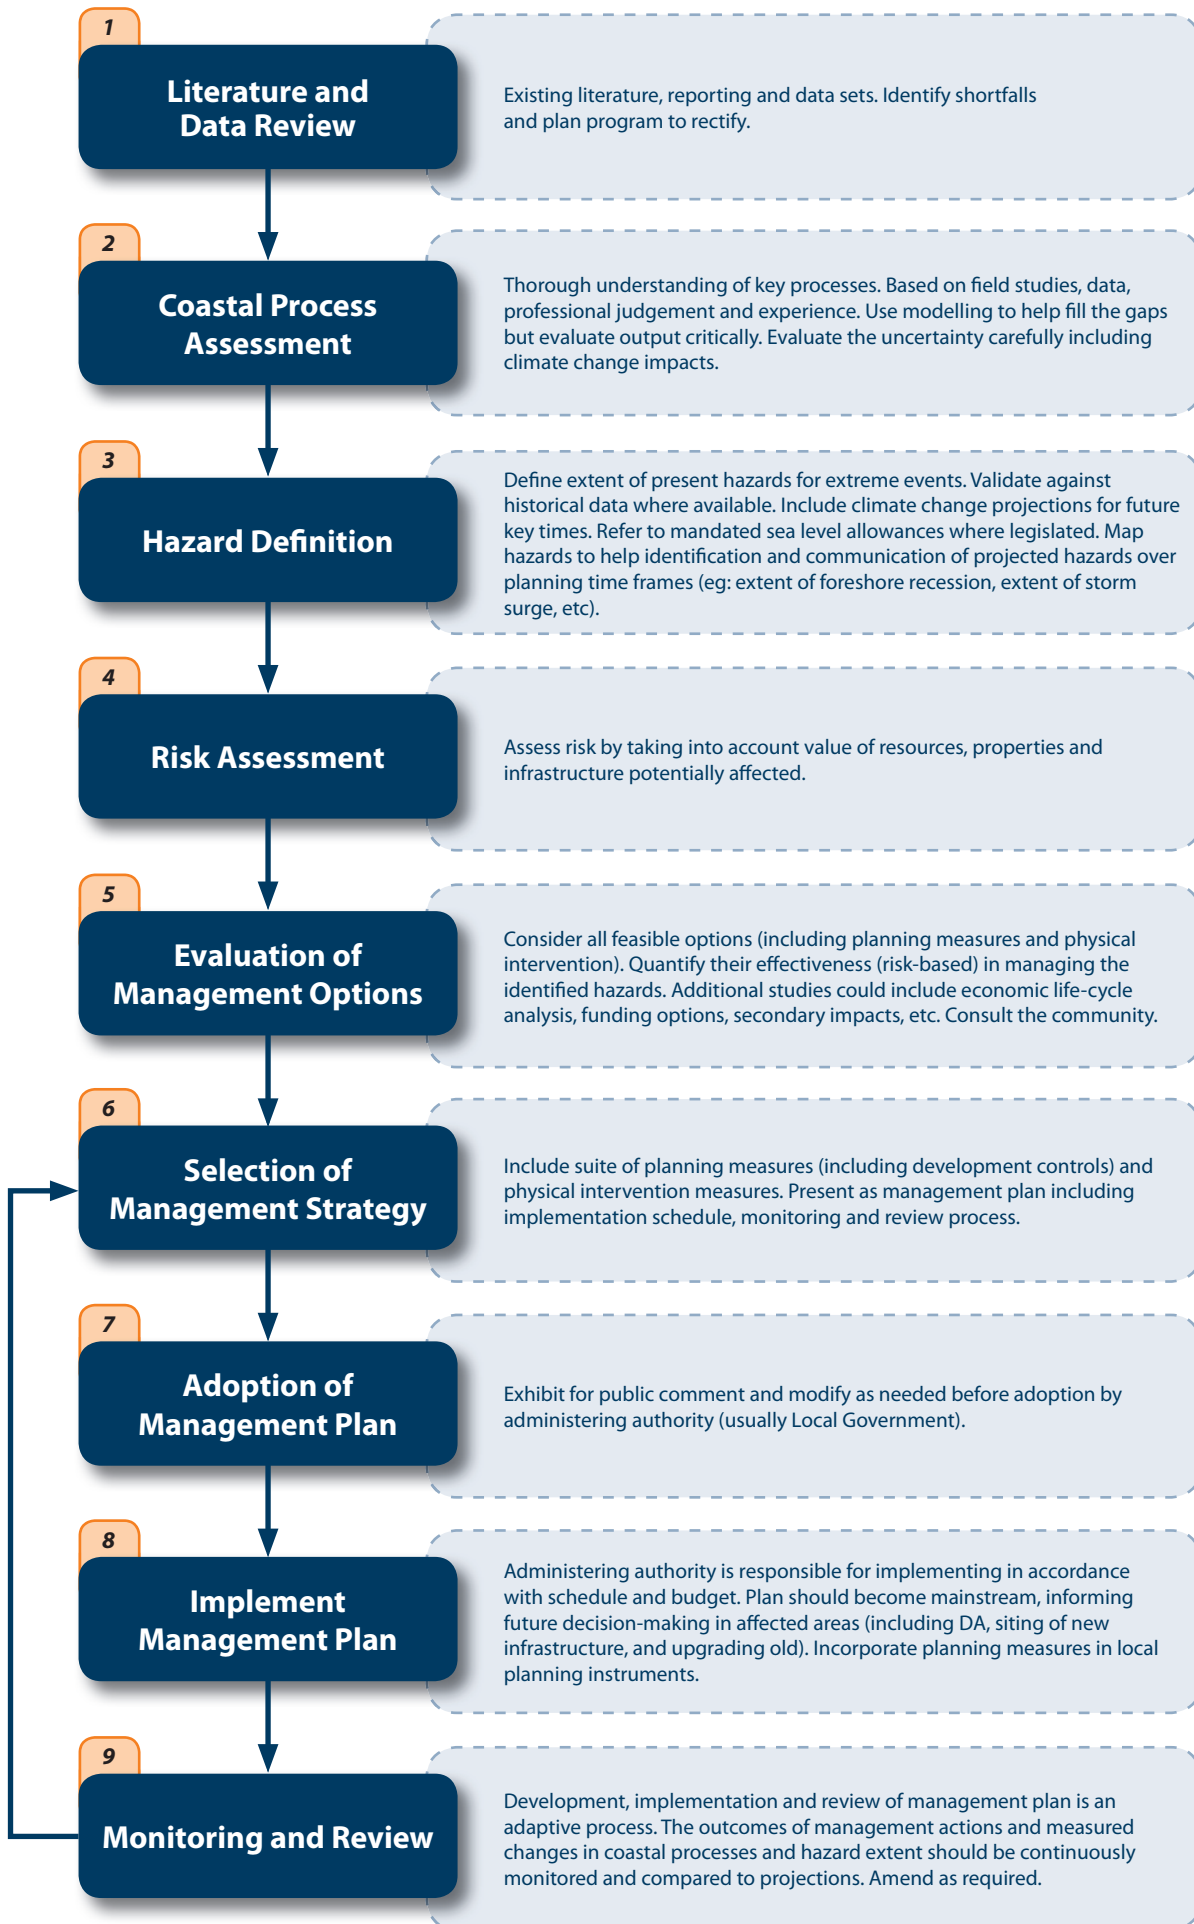 1
Literature and
Data Review
Existing literature, reporting and data sets. Identify shortfalls
and plan program to rectify.
2
Coastal Process
Assessment
Thorough understanding of key processes. Based on field studies, data,
professional judgement and experience. Use modelling to help fill the gaps
but evaluate output critically. Evaluate the uncertainty carefully including
climate change impacts.
3
Hazard Definition
Define extent of present hazards for extreme events. Validate against
historical data where available. Include climate change projections for future
key times. Refer to mandated sea level allowances where legislated. Map
hazards to help identification and communication of projected hazards over
planning time frames (eg: extent of foreshore recession, extent of storm
surge, etc).
4
Risk Assessment
Assess risk by taking into account value of resources, properties and
infrastructure potentially affected.
5
Evaluation of
Management Options
Consider all feasible options (including planning measures and physical
intervention). Quantify their effectiveness (risk-based) in managing the
identified hazards. Additional studies could include economic life-cycle
analysis, funding options, secondary impacts, etc. Consult the community.
6
Selection of
Management Strategy
Include suite of planning measures (including development controls) and
physical intervention measures. Present as management plan including
implementation schedule, monitoring and review process.
7
Adoption of
Management Plan
Exhibit for public comment and modify as needed before adoption by
administering authority (usually Local Government).
8
Implement
Management Plan
Administering authority is responsible for implementing in accordance
with schedule and budget. Plan should become mainstream, informing
future decision-making in affected areas (including DA, siting of new
infrastructure, and upgrading old). Incorporate planning measures in local
planning instruments.
9
Monitoring and Review
Development, implementation and review of management plan is an
adaptive process. The outcomes of management actions and measured
changes in coastal processes and hazard extent should be continuously
monitored and compared to projections. Amend as required.